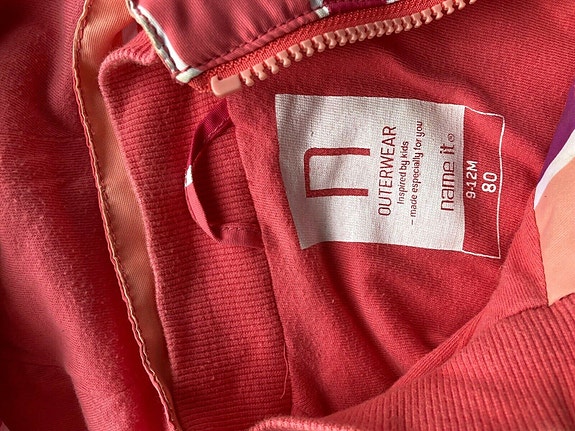 n
OUTERWEAR
Inspired by kids
– made especially for you
name it®
9-12M
80